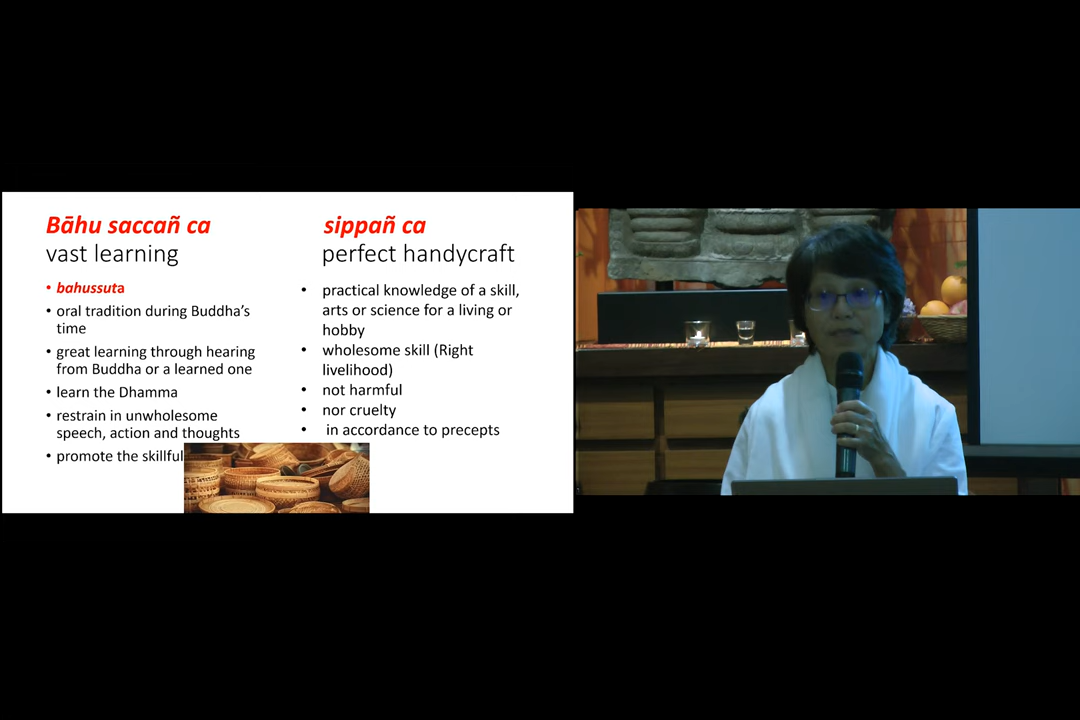 Bāhu saccañ ca
vast learning
• bahussuta
• oral tradition during Buddha's
time
• great learning through hearing
from Buddha or a learned one
• learn the Dhamma
• restrain in unwholesome
speech, action and thoughts
• promote the skillful
sippañ ca
perfect handycraft
• practical knowledge of a skill,
arts or science for a living or
hobby
• wholesome skill (Right
livelihood)
• not harmful
• nor cruelty
• in accordance to precepts